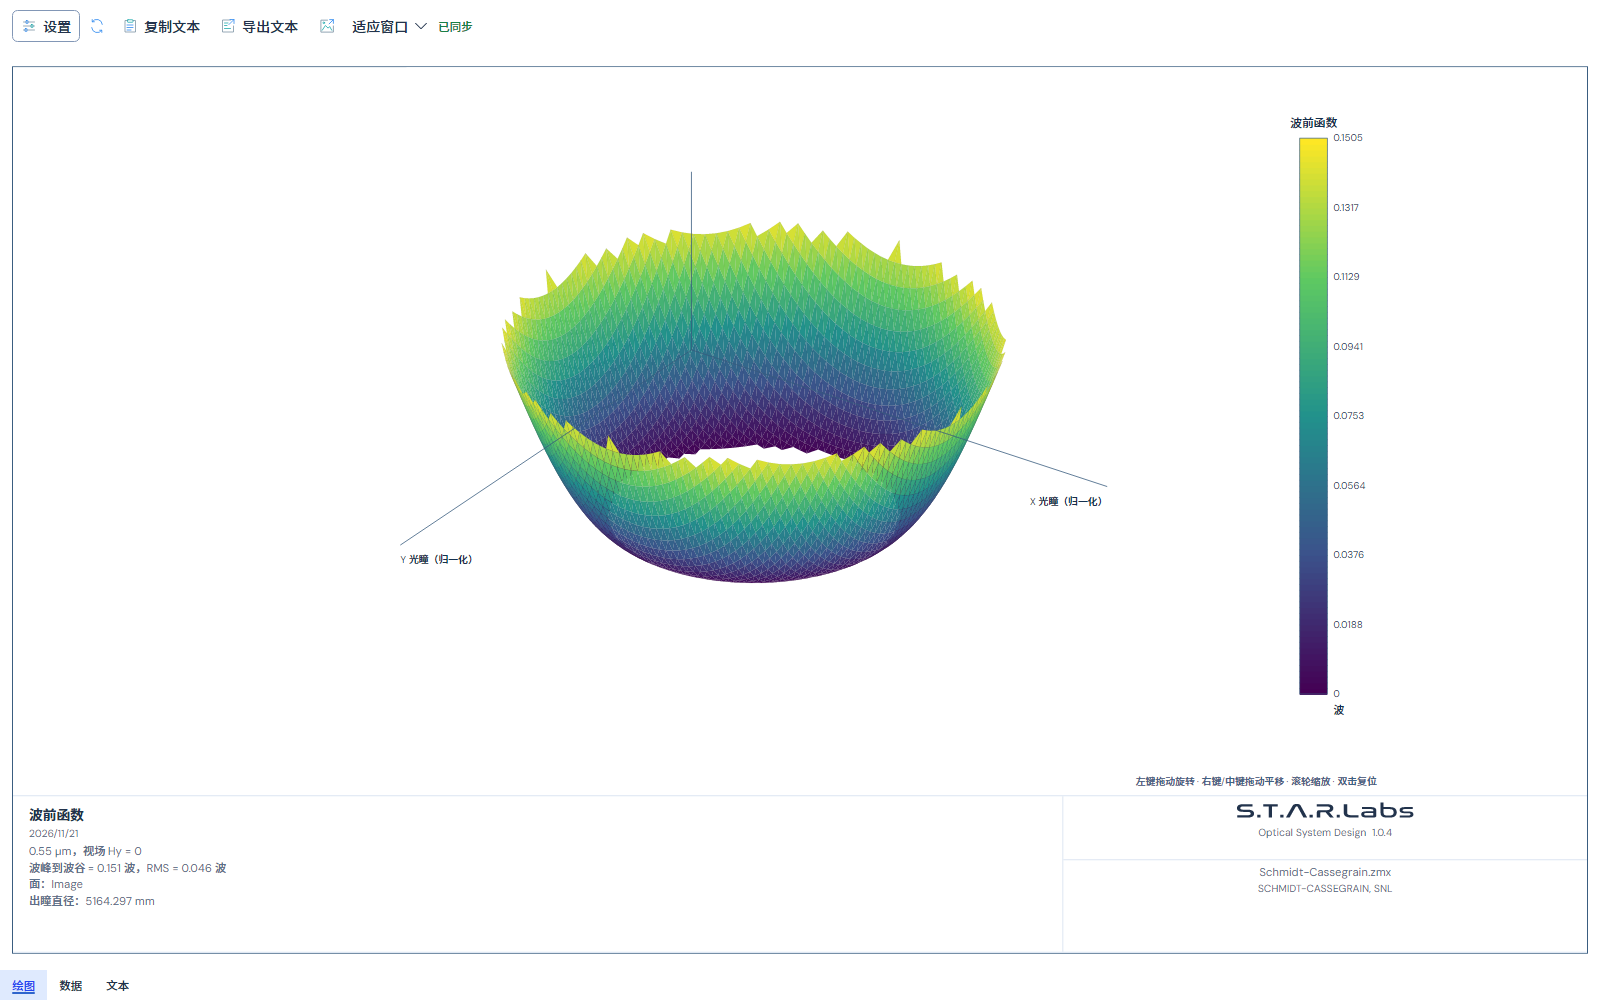 设置
复制文本
导出文本
适应窗口
已同步
波前函数
0.1505
0.1317
0.1129
0.0941
0.0753
0.0564
0.0376
0.0188
0
波
X 光瞳（归一化）
Y 光瞳（归一化）
左键拖动旋转 · 右键/中键拖动平移 · 滚轮缩放 · 双击复位
波前函数
2026/11/21
0.55 µm，视场 Hy = 0
波峰到波谷 = 0.151 波，RMS = 0.046 波
面：Image
出瞳直径：5164.297 mm
S.T.A.R.Labs
Optical System Design 1.0.4
Schmidt-Cassegrain.zmx
SCHMIDT-CASSEGRAIN, SNL
绘图
数据
文本